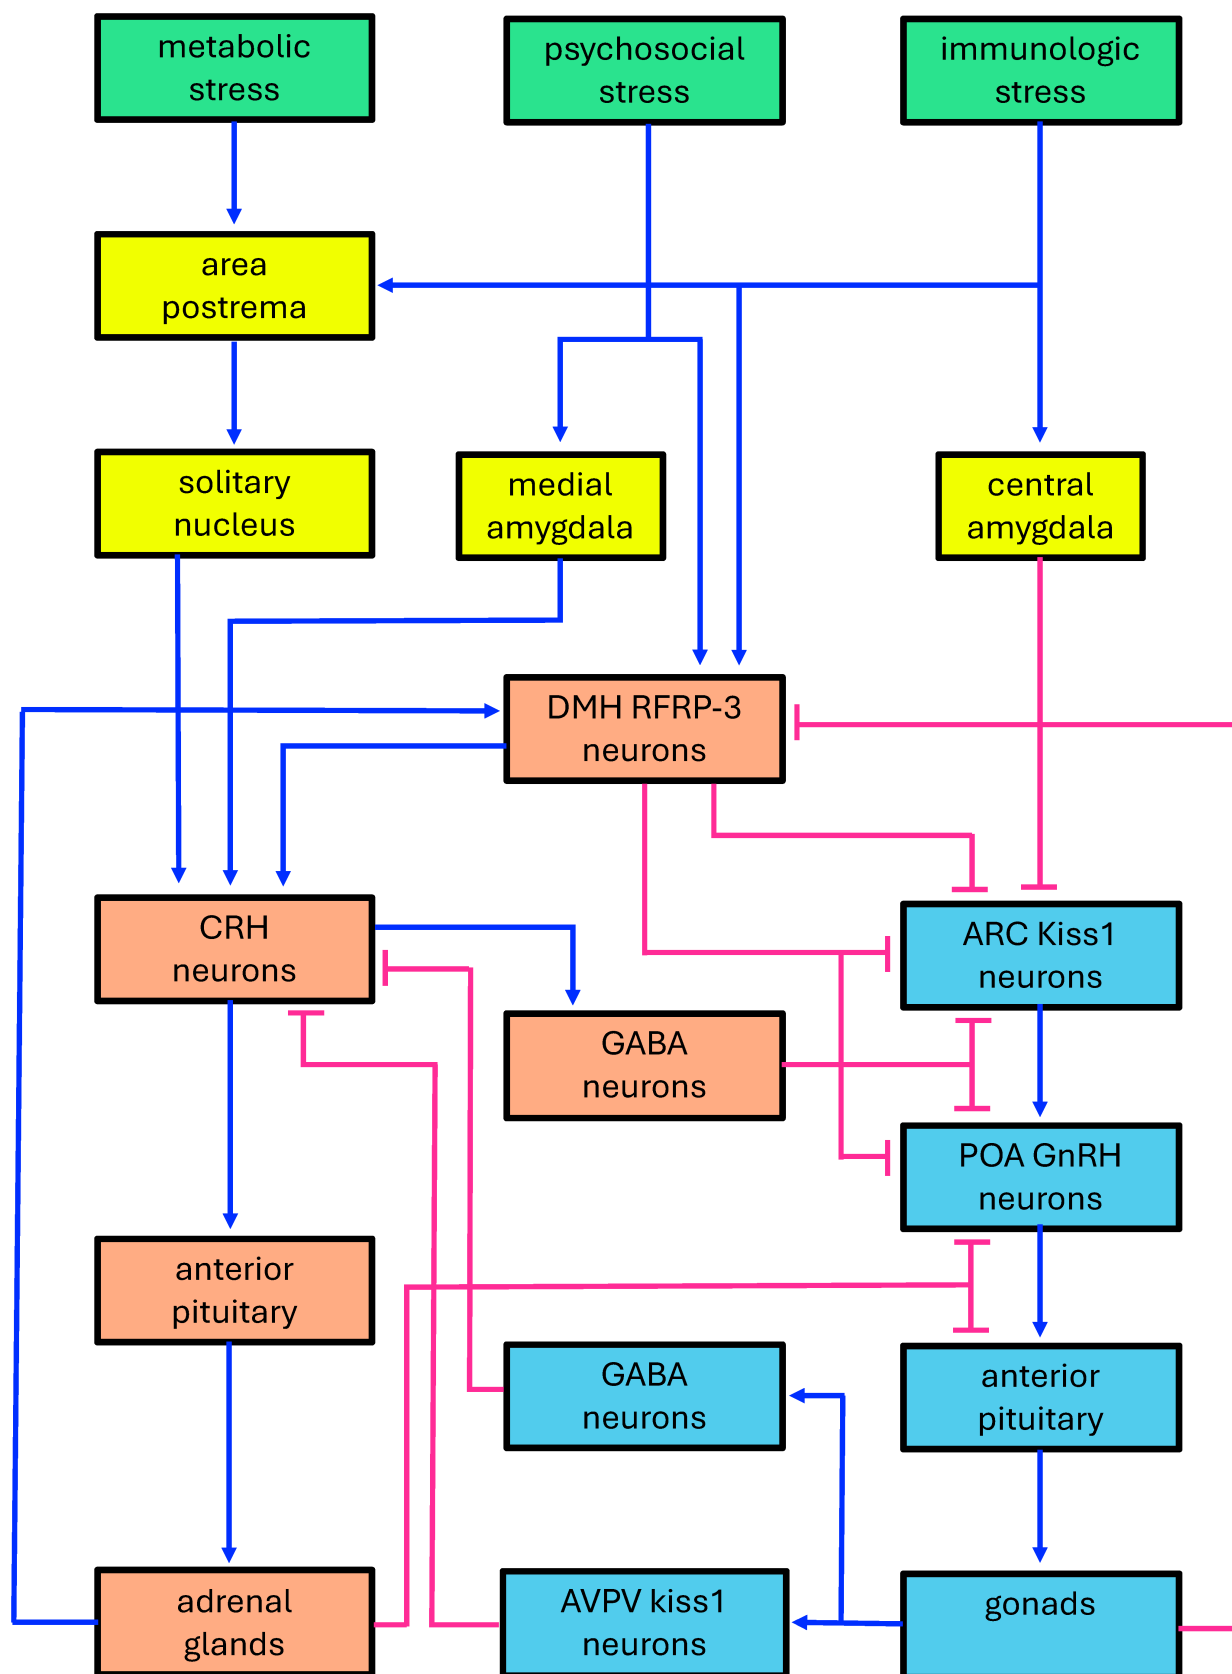 metabolic
stress
psychosocial
stress
immunologic
stress
area
postrema
solitary
nucleus
medial
amygdala
central
amygdala
DMH RFRP-3
neurons
CRH
neurons
ARC Kiss1
neurons
GABA
neurons
POA GnRH
neurons
anterior
pituitary
GABA
neurons
anterior
pituitary
adrenal
glands
AVPV kiss1
neurons
gonads